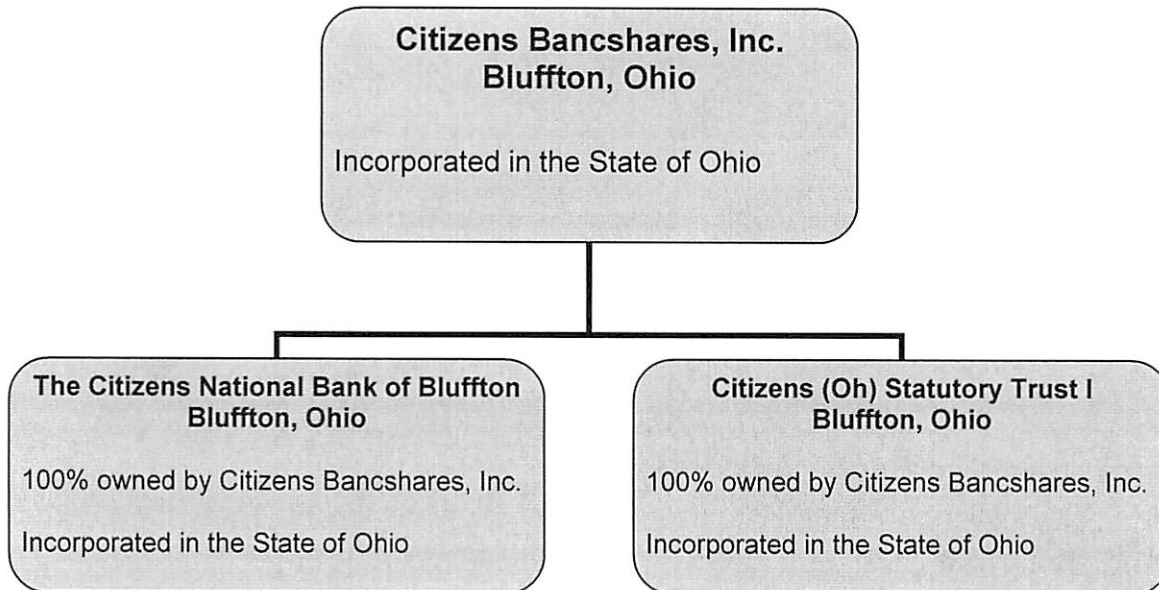 Citizens Bancshares, Inc.
Bluffton, Ohio
Incorporated in the State of Ohio
The Citizens National Bank of Bluffton
Bluffton, Ohio
100% owned by Citizens Bancshares, Inc.
Incorporated in the State of Ohio
Citizens (Oh) Statutory Trust I
Bluffton, Ohio
100% owned by Citizens Bancshares, Inc.
Incorporated in the State of Ohio